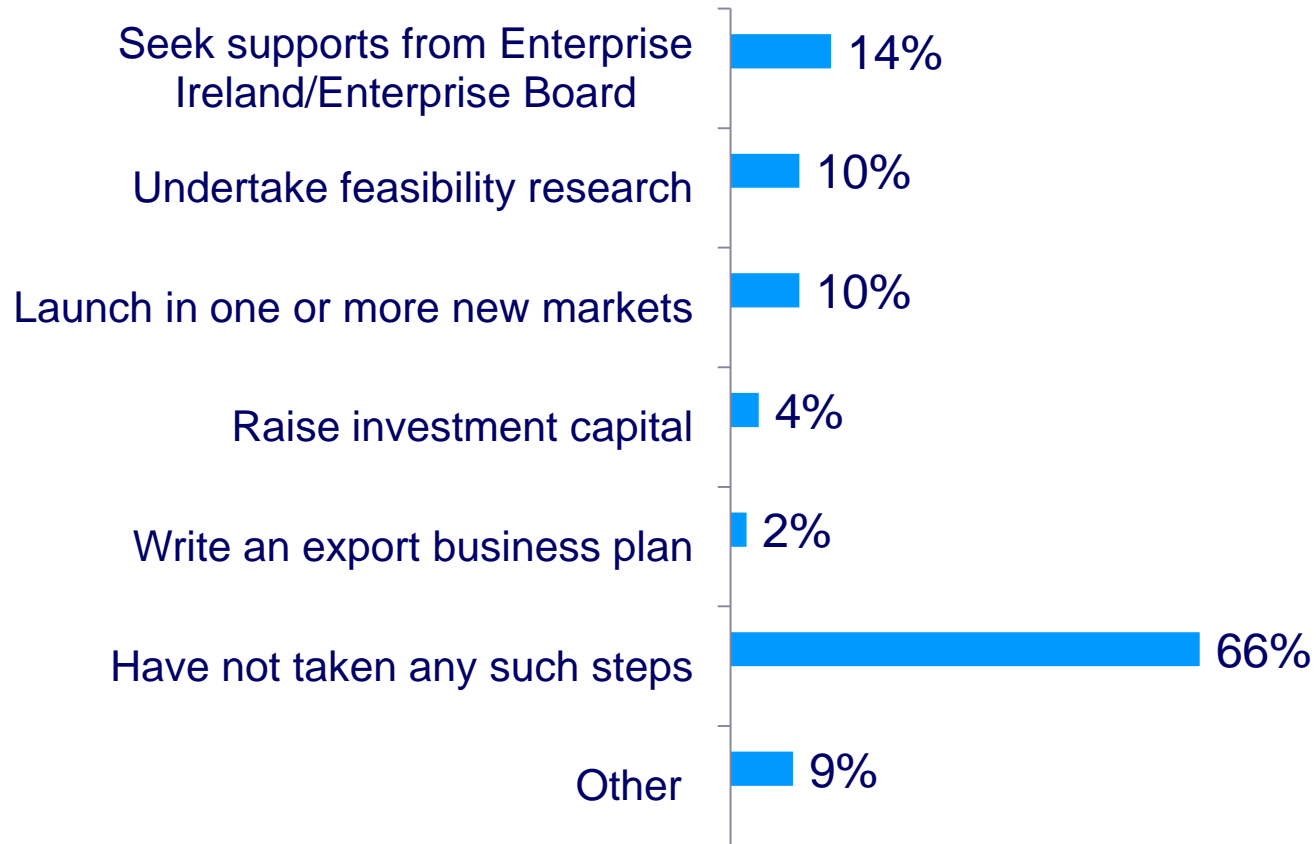 Seek supports from Enterprise
Ireland/Enterprise Board
14%
Undertake feasibility research
10%
Launch in one or more new markets
10%
Raise investment capital
4%
Write an export business plan
2%
Have not taken any such steps
66%
Other
9%